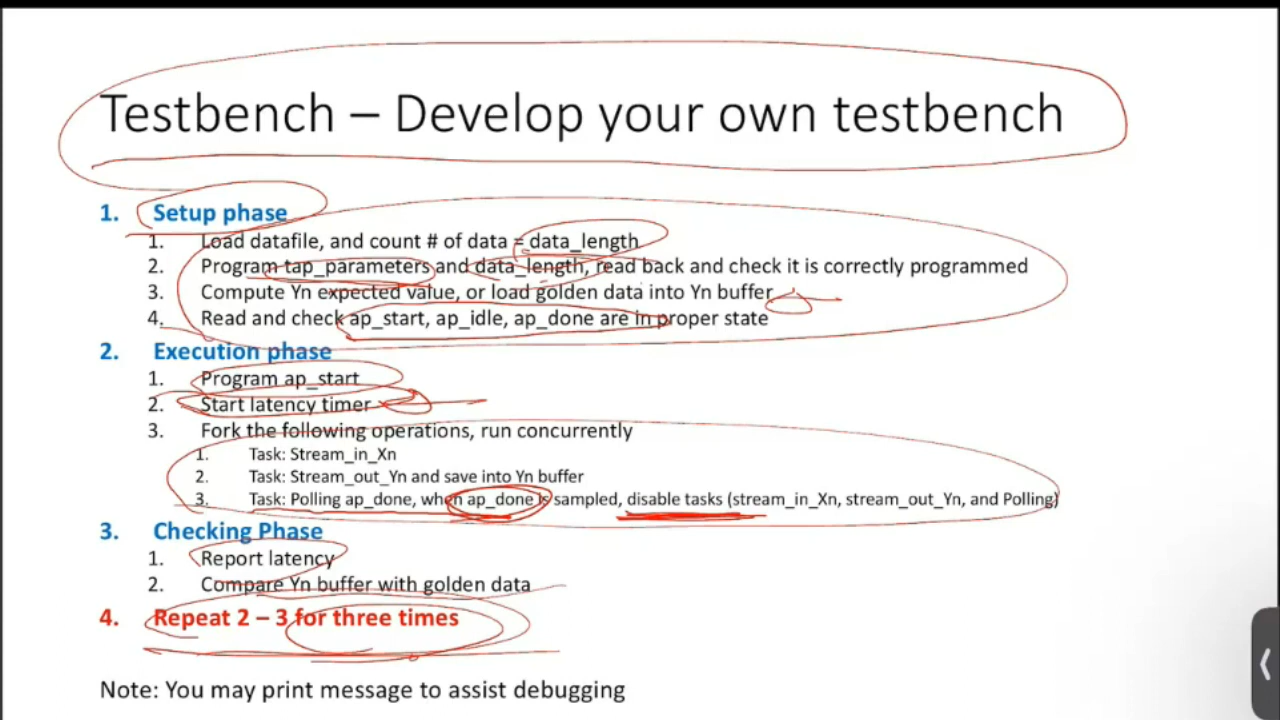 Testbench – Develop your own testbench
1. Setup phase
1. Load datafile, and count # of data = data_length
2. Program tap_parameters and data_length, read back and check it is correctly programmed
3. Compute Yn expected value, or load golden data into Yn buffer
4. Read and check ap_start, ap_idle, ap_done are in proper state
2. Execution phase
1. Program ap_start
2. Start latency timer
3. Fork the following operations, run concurrently
1. Task: Stream_in_Xn
2. Task: Stream_out_Yn and save into Yn buffer
3. Task: Polling ap_done, when ap_done is sampled, disable tasks (stream_in_Xn, stream_out_Yn, and Polling)
3. Checking Phase
1. Report latency
2. Compare Yn buffer with golden data
4. Repeat 2 – 3 for three times
Note: You may print message to assist debugging